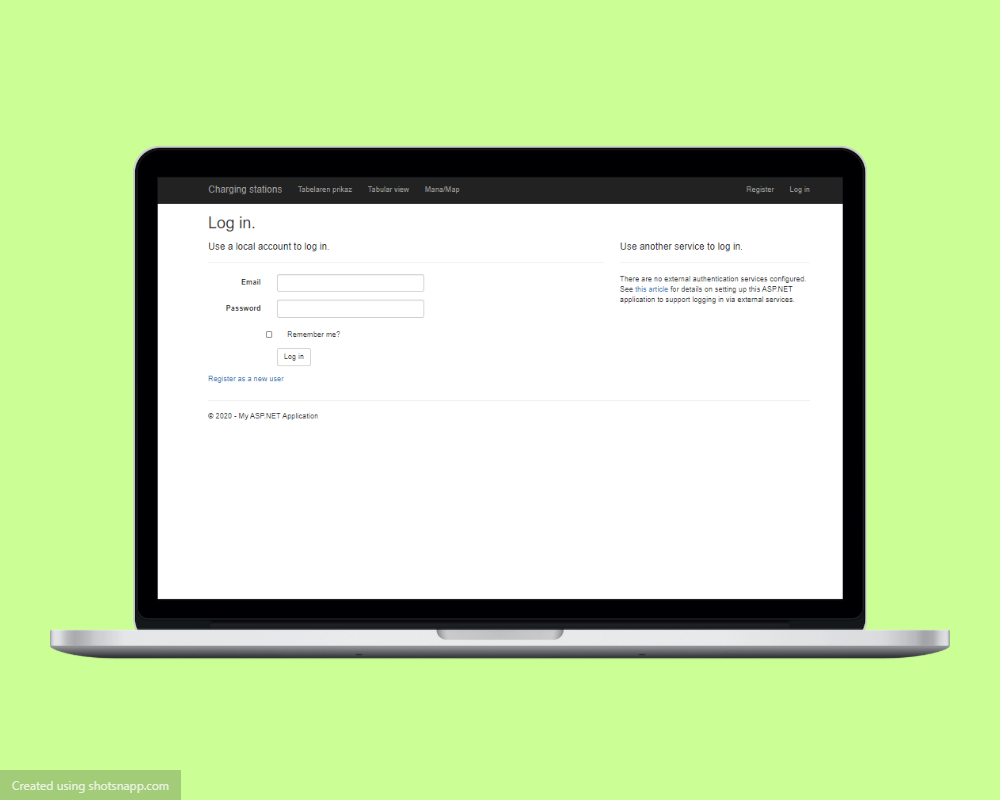 Charging stations Tabelaren prikaz Tabular view Mana/Map Register Log in
Log in.
Use a local account to log in.
Email
Password
Remember me?
Log in
Register as a new user
Use another service to log in.
There are no external authentication services configured.
See this article for details on setting up this ASP.NET
application to support logging in via external services.
© 2020 - My ASP.NET Application
Created using shotsnapp.com